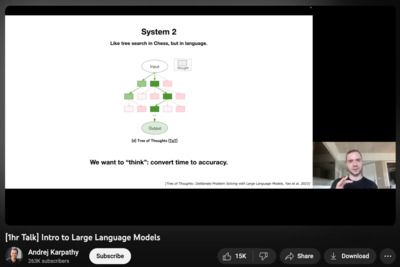 System 2
Like tree search in Chess, but in language.
Input
thought
Output
(d) Tree of Thoughts (ToT)
We want to "think": convert time to accuracy.
[Tree of Thoughts: Deliberate Problem Solving with Large Language Models, Yao et al. 2023]
[1hr Talk] Intro to Large Language Models
Andrej Karpathy
263K subscribers
Subscribe
15K
Share
Download